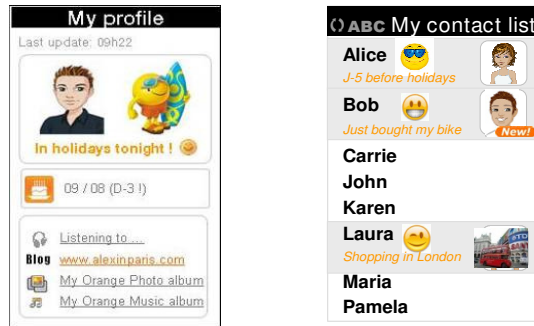 My profile
Last update: 09h22
In holidays tonight !
09 / 08 (D-3 !)
Listening to ...
Blog www.alexinparis.com
My Orange Photo album
My Orange Music album
ABC My contact list
Alice
J-5 before holidays
Bob
Just bought my bike
New!
Carrie
John
Karen
Laura
Shopping in London
Maria
Pamela